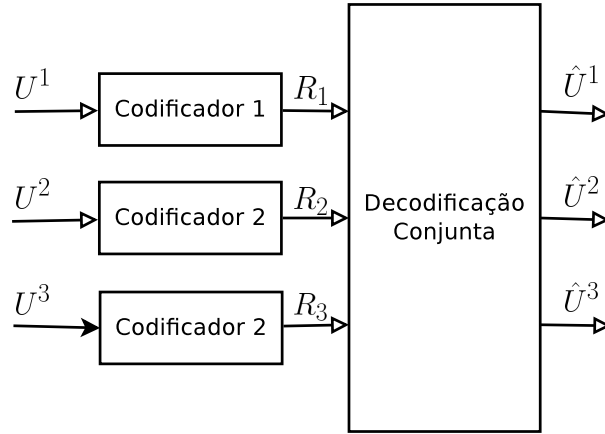 U¹
Codificador 1
R₁
Û¹
U²
Codificador 2
R₂
Decodificação
Conjunta
Û²
U³
Codificador 2
R₃
Û³